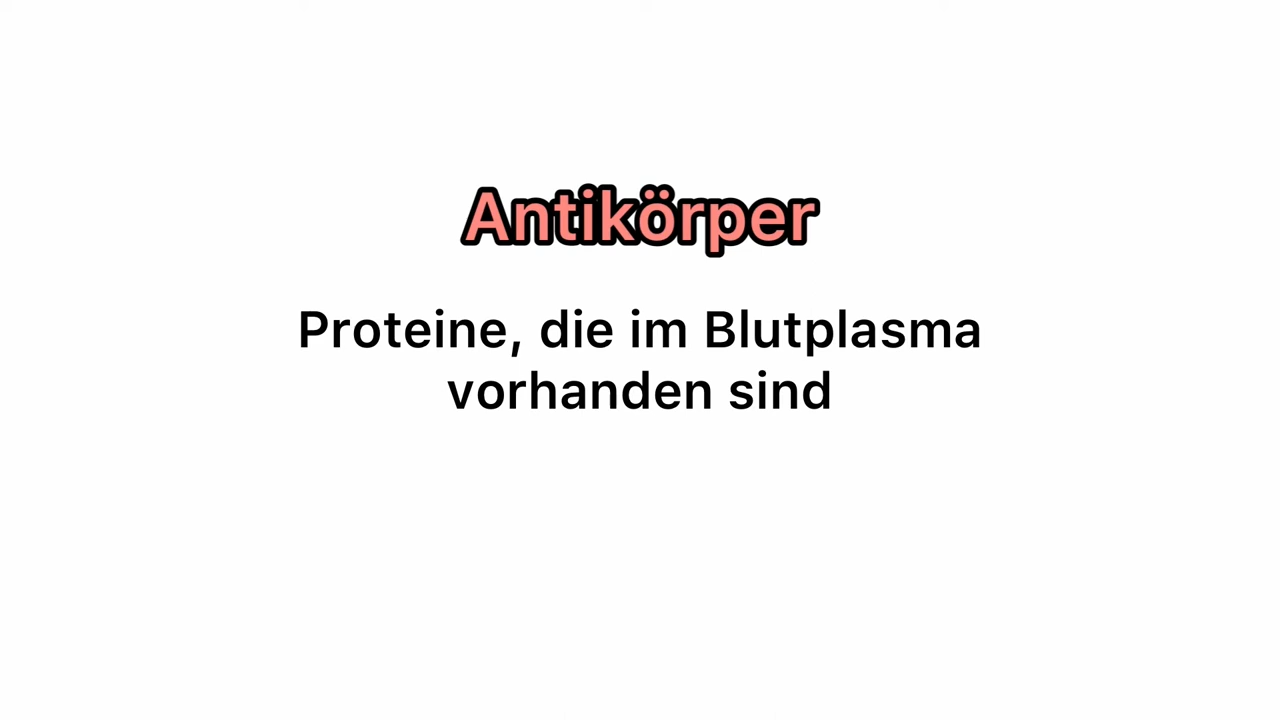 Antikörper
Proteine, die im Blutplasma
vorhanden sind